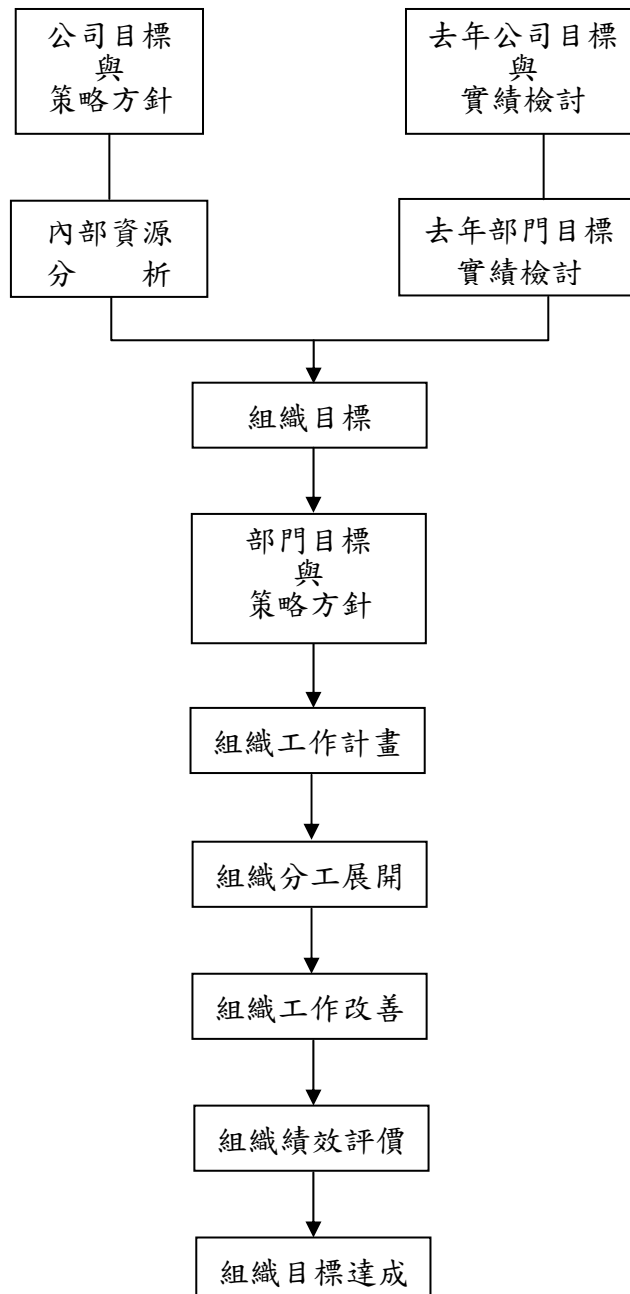 公司目標
與
策略方針
去年公司目標
與
實績檢討
內部資源
分　　析
去年部門目標
實績檢討
組織目標
部門目標
與
策略方針
組織工作計畫
組織分工展開
組織工作改善
組織績效評價
組織目標達成